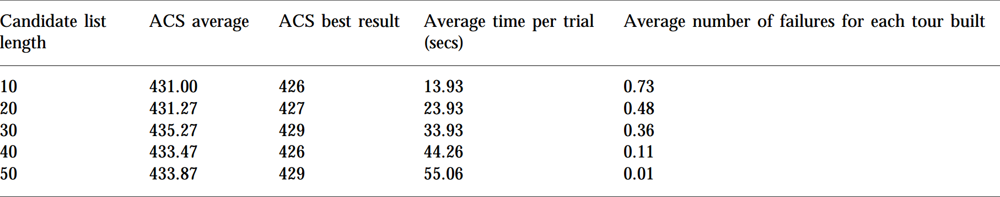 Candidate list length ACS average ACS best result Average time per trial (secs) Average number of failures for each tour built
10 431.00 426 13.93 0.73
20 431.27 427 23.93 0.48
30 435.27 429 33.93 0.36
40 433.47 426 44.26 0.11
50 433.87 429 55.06 0.01